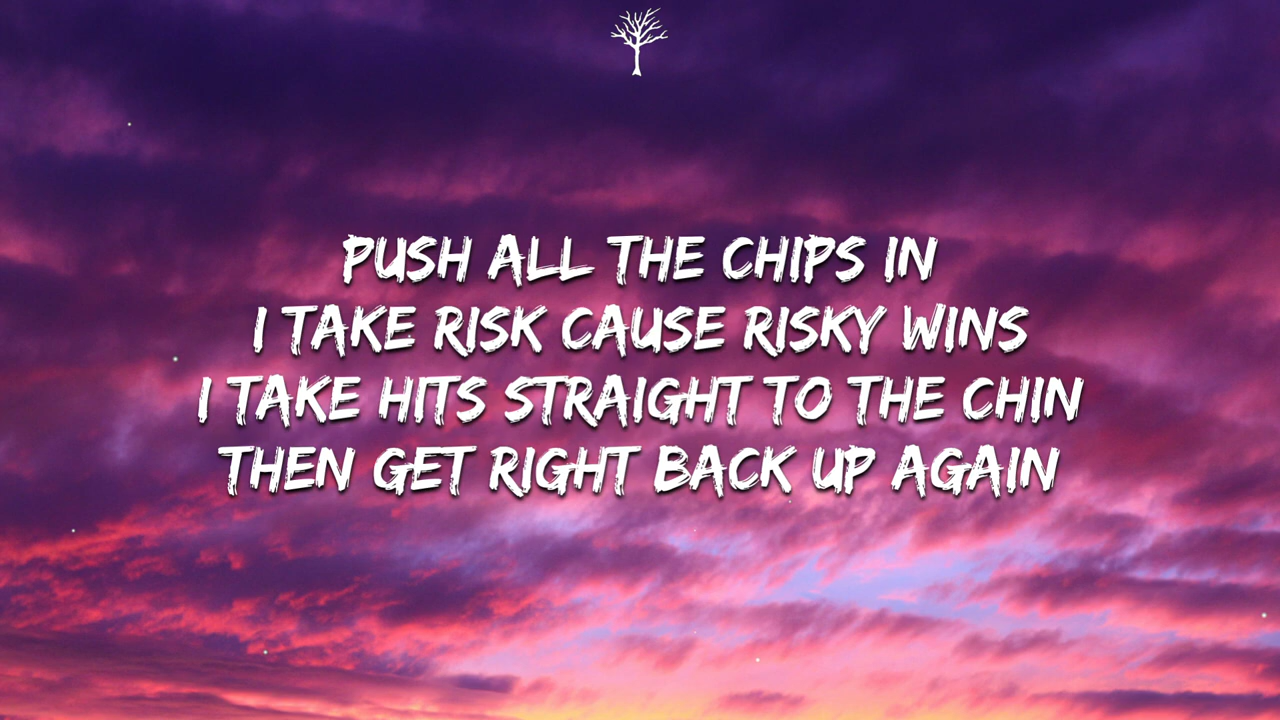 PUSH ALL THE CHIPS IN
I TAKE RISK CAUSE RISKY WINS
I TAKE HITS STRAIGHT TO THE CHIN
THEN GET RIGHT BACK UP AGAIN